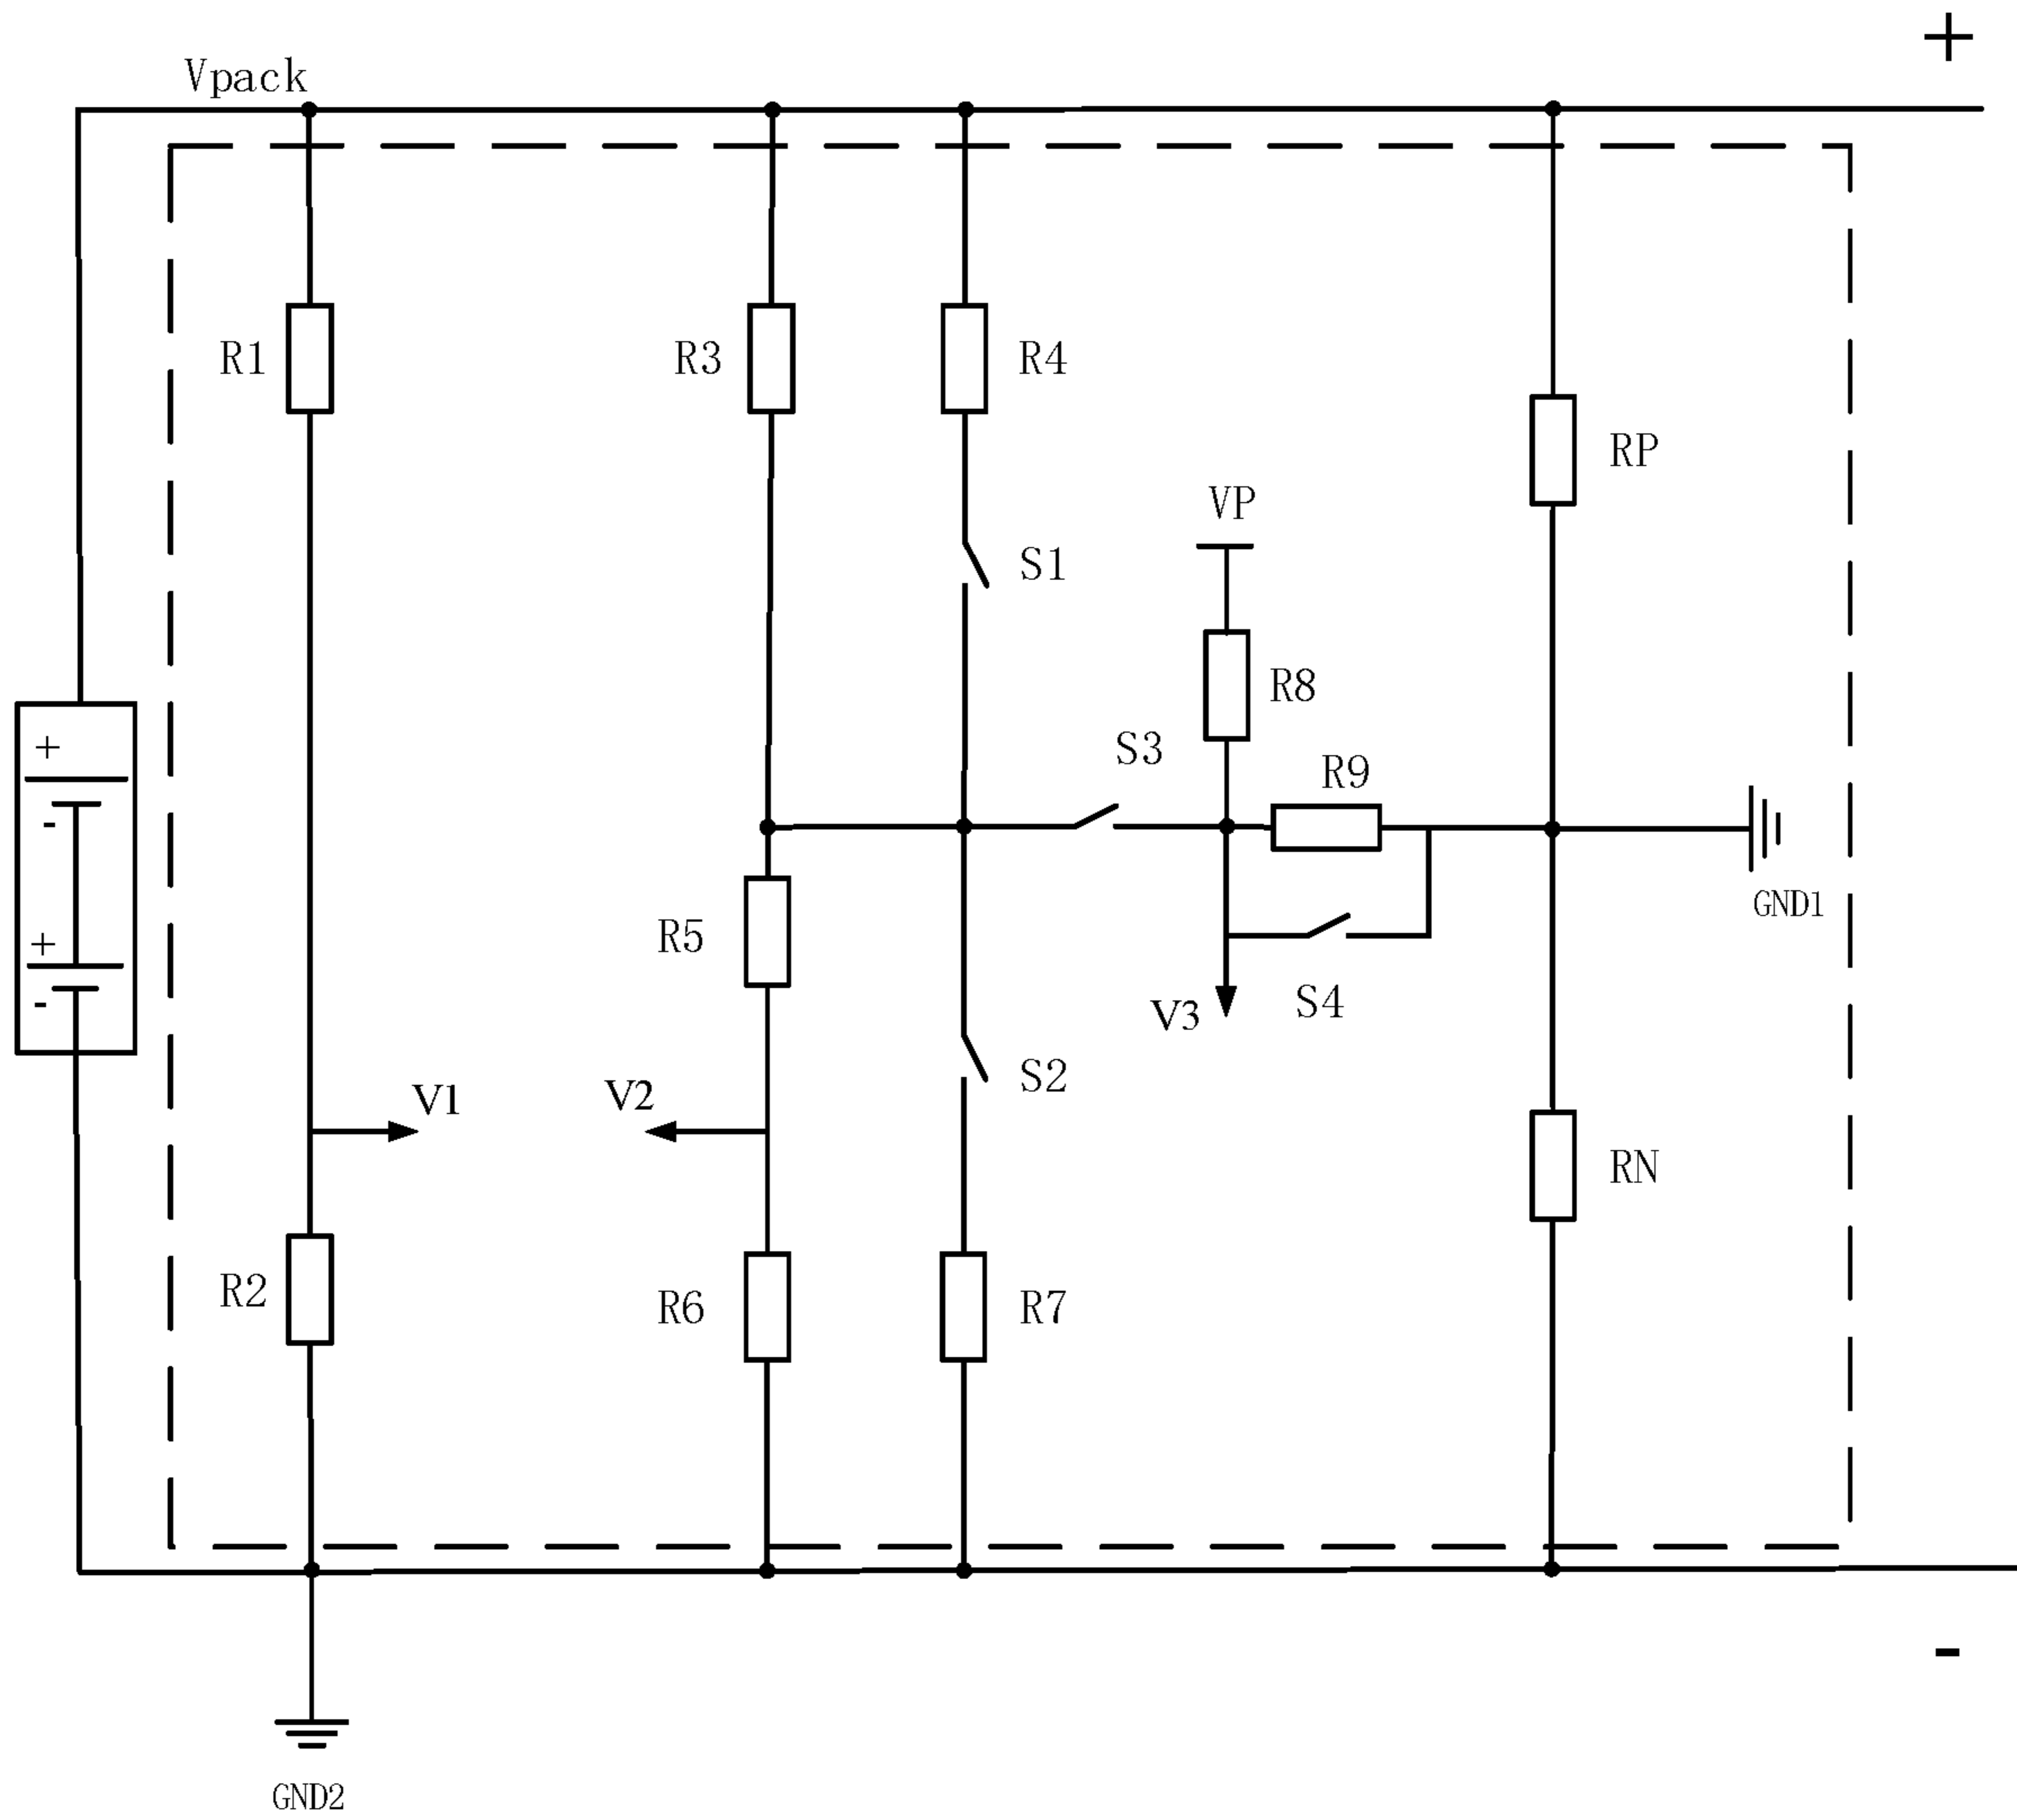 +
Vpack
R1
R3
R4
RP
VP
S1
R8
S3
R9
+
-
GND1
R5
+
-
V3
S4
V1
V2
S2
RN
R2
R6
R7
-
GND2